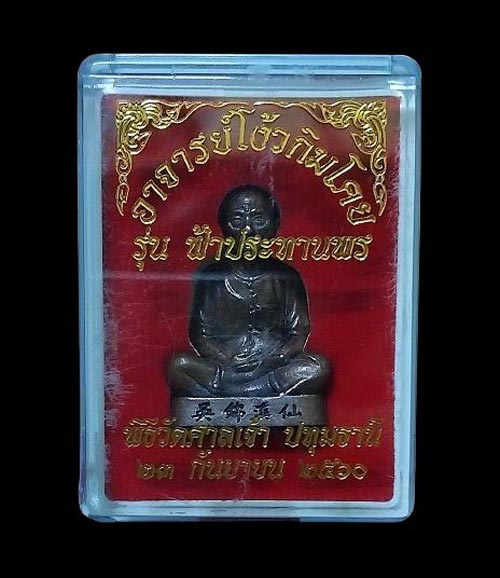 อาจารย์โง้วกิมโคย
รุ่น ฟ้าประทานพร
吳錦 仙
พิธีวัดศาลเจ้า ปทุมธานี
๒๓ กันยายน ๒๕๖๐